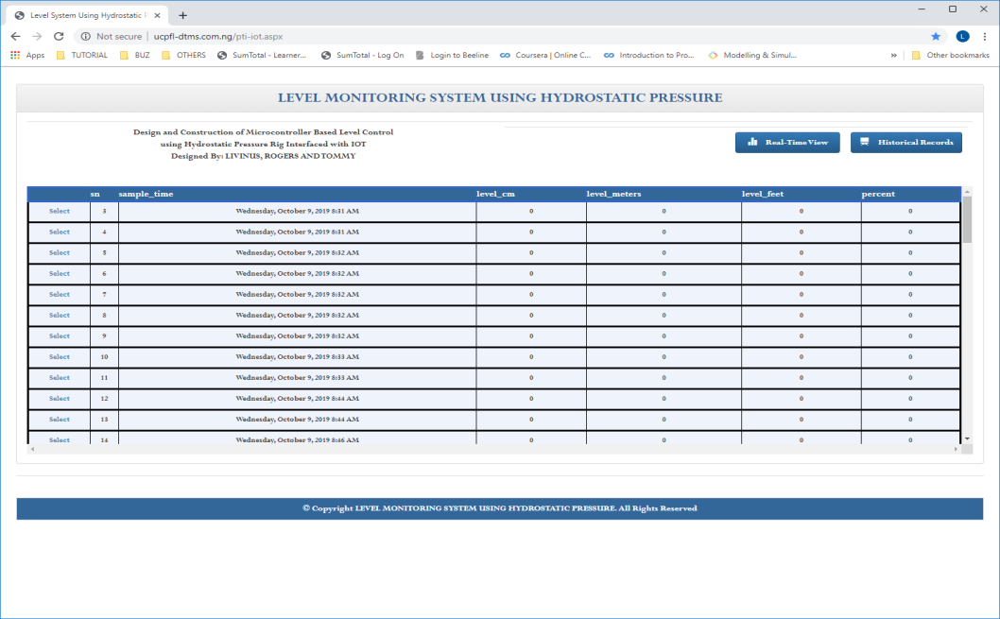 Level System Using Hydrostatic P
Not secure | ucpfl-dtms.com.ng/pti-iot.aspx
L
Apps TUTORIAL BUZ OTHERS SumTotal - Learner... SumTotal - Log On Login to Beeline Coursera | Online C... Introduction to Pro... Modelling & Simul... » Other bookmarks
LEVEL MONITORING SYSTEM USING HYDROSTATIC PRESSURE
Design and Construction of Microcontroller Based Level Control
using Hydrostatic Pressure Rig Interfaced with IOT
Designed By: LIVINUS, ROGERS AND TOMMY
Real-Time View Historical Records
sn sample_time level_cm level_meters level_feet percent
Select 3 Wednesday, October 9, 2019 8:31 AM 0 0 0 0
Select 4 Wednesday, October 9, 2019 8:31 AM 0 0 0 0
Select 5 Wednesday, October 9, 2019 8:32 AM 0 0 0 0
Select 6 Wednesday, October 9, 2019 8:32 AM 0 0 0 0
Select 7 Wednesday, October 9, 2019 8:32 AM 0 0 0 0
Select 8 Wednesday, October 9, 2019 8:32 AM 0 0 0 0
Select 9 Wednesday, October 9, 2019 8:32 AM 0 0 0 0
Select 10 Wednesday, October 9, 2019 8:33 AM 0 0 0 0
Select 11 Wednesday, October 9, 2019 8:33 AM 0 0 0 0
Select 12 Wednesday, October 9, 2019 8:44 AM 0 0 0 0
Select 13 Wednesday, October 9, 2019 8:44 AM 0 0 0 0
Select 14 Wednesday, October 9, 2019 8:46 AM 0 0 0 0
© Copyright LEVEL MONITORING SYSTEM USING HYDROSTATIC PRESSURE. All Rights Reserved